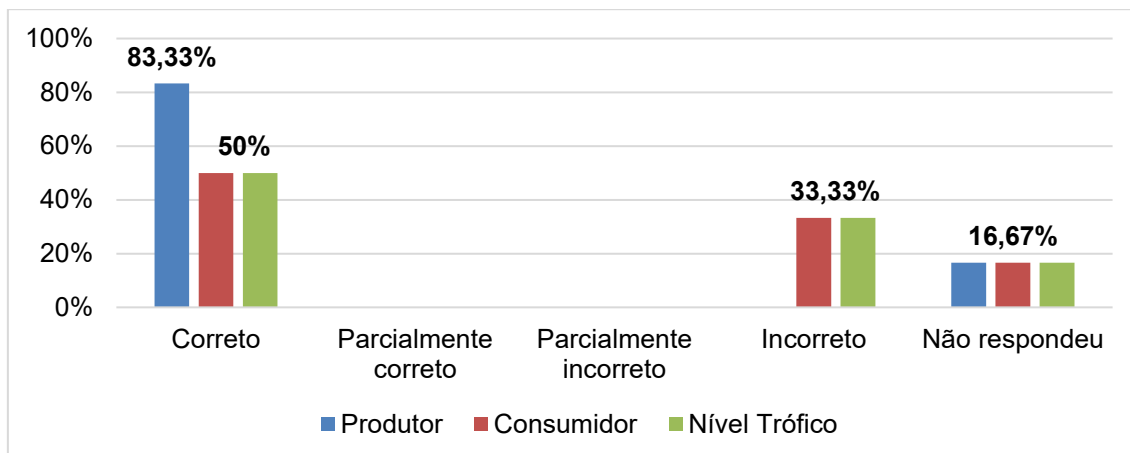 100%
80%
60%
40%
20%
0%
83,33%
50%
33,33%
16,67%
Correto
Parcialmente
correto
Parcialmente
incorreto
Incorreto
Não respondeu
Produtor
Consumidor
Nível Trófico